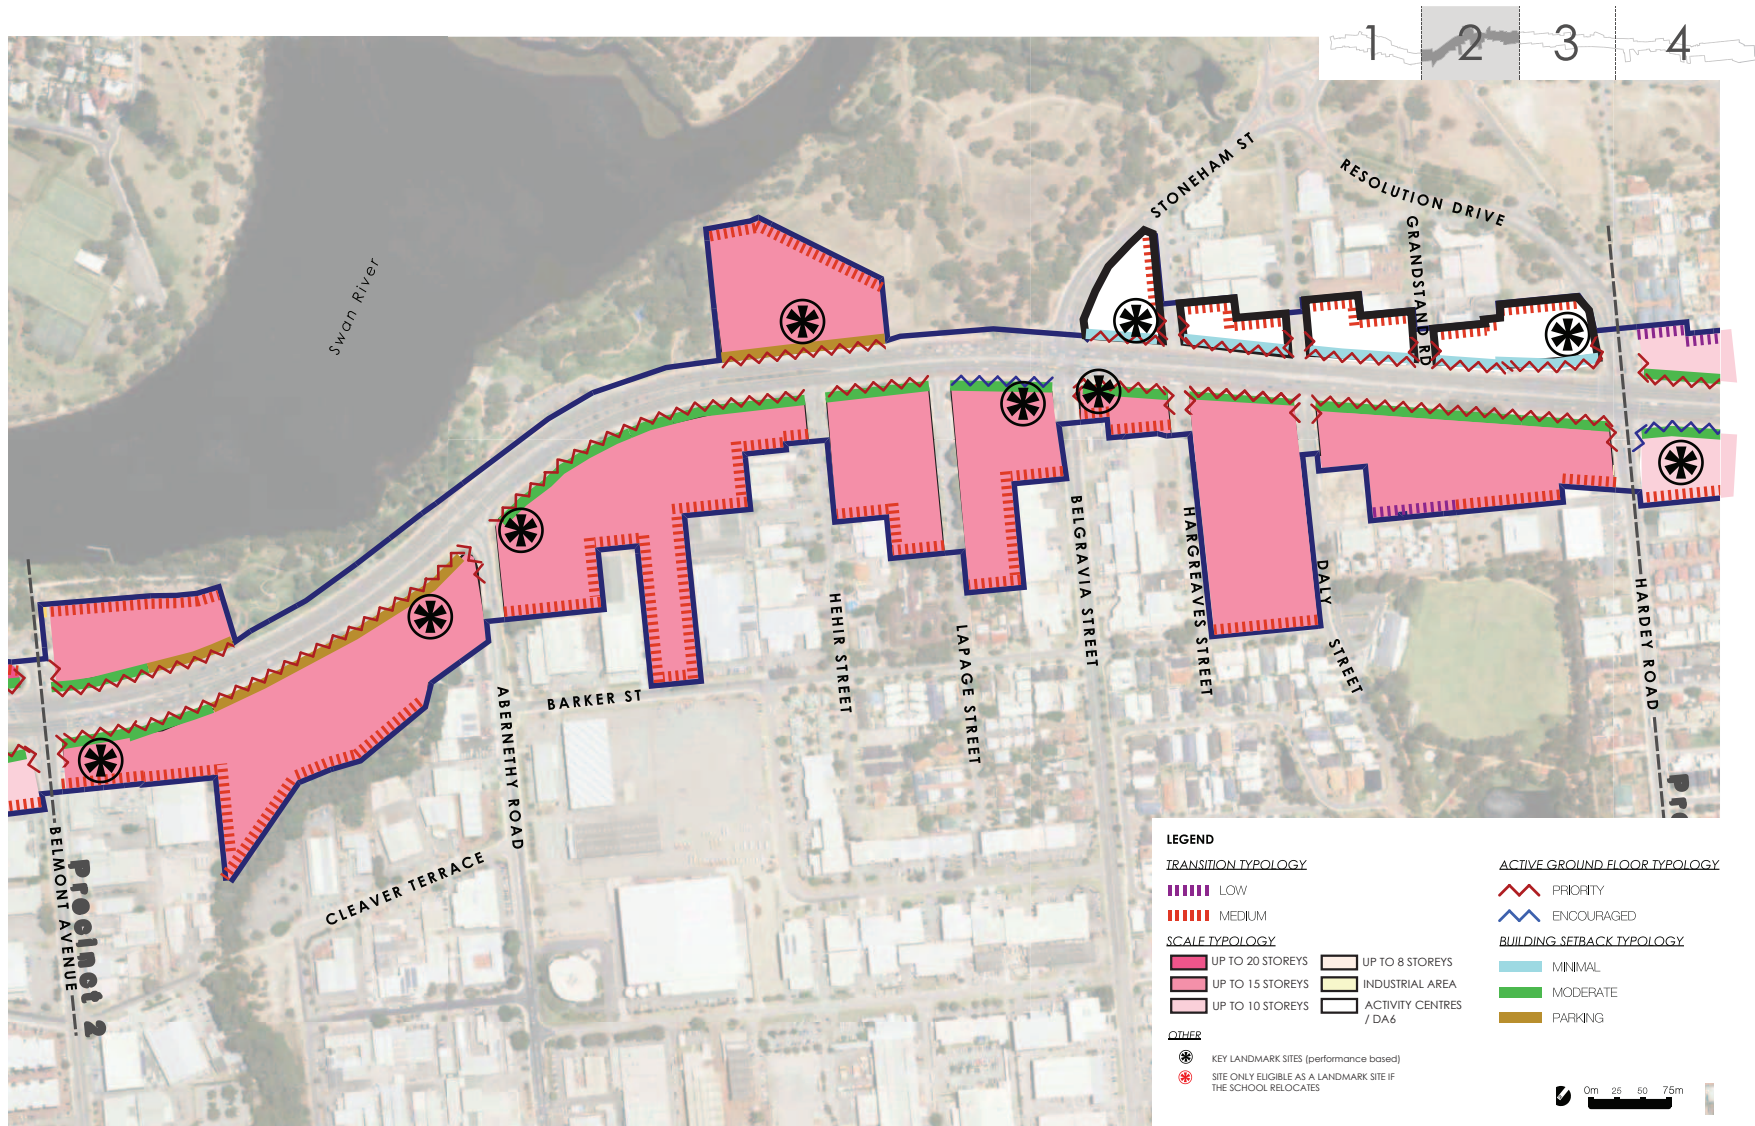 1 2 3 4
STONEHAM ST
RESOLUTION DRIVE
GRANDSTAND RD
Swan River
BELGRAVIA STREET
HARGREAVES STREET
DALY STREET
HARDEY ROAD
HEHIR STREET
LAPAGE STREET
BARKER ST
ABERNETHY ROAD
CLEAVER TERRACE
BELMONT AVENUE
Precinct 2
Pre
LEGEND
TRANSITION TYPOLOGY
LOW
MEDIUM
SCALE TYPOLOGY
UP TO 20 STOREYS
UP TO 15 STOREYS
UP TO 10 STOREYS
UP TO 8 STOREYS
INDUSTRIAL AREA
ACTIVITY CENTRES
/ DA6
OTHER
KEY LANDMARK SITES (performance based)
SITE ONLY ELIGIBLE AS A LANDMARK SITE IF
THE SCHOOL RELOCATES
ACTIVE GROUND FLOOR TYPOLOGY
PRIORITY
ENCOURAGED
BUILDING SETBACK TYPOLOGY
MINIMAL
MODERATE
PARKING
0m 25 50 75m